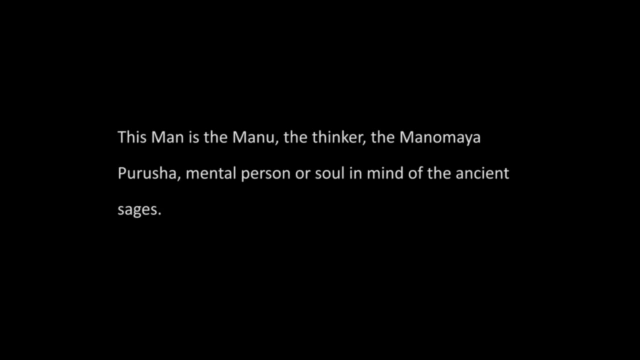 This Man is the Manu, the thinker, the Manomaya
Purusha, mental person or soul in mind of the ancient
sages.